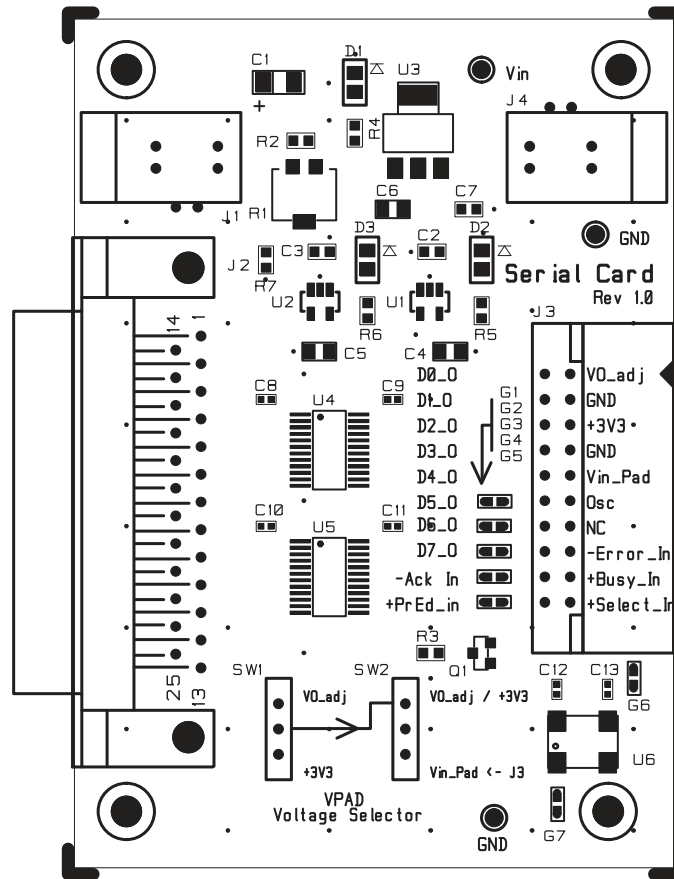 D1
C1
U3
Vin
J4
+
R2
R4
R1
C6
C7
J1
D3
D2
GND
J2
C3
C2
R7
Serial Card
Rev 1.0
U2
U1
R6
R5
J3
14
1
C5
C4
D0_O
VO_adj
C8
C9
D1_O
G1
GND
U4
G2
D2_O
G3
+3V3
G4
D3_O
G5
GND
D4_O
Vin_Pad
D5_O
Osc
C10
C11
D6_O
NC
U5
D7_O
-Error_In
-Ack In
+Busy_In
+PrEd_in
+Select_In
R3
Q1
25
13
SW1
SW2
C12
C13
VO_adj
VO_adj / +3V3
G6
+3V3
Vin_Pad <- J3
U6
VPAD
Voltage Selector
G7
GND